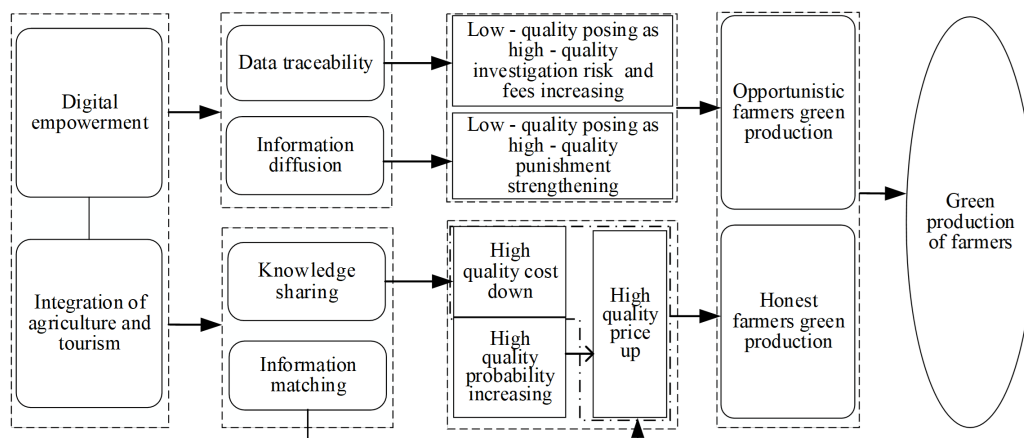 Digital
empowerment
Integration of
agriculture and
tourism
Data traceability
Information
diffusion
Knowledge
sharing
Information
matching
Low - quality posing as
high - quality
investigation risk and
fees increasing
Low - quality posing as
high - quality
punishment
strengthening
High
quality cost
down
High
quality
probability
increasing
High
quality
price
up
Opportunistic
farmers green
production
Honest
farmers green
production
Green
production
of farmers